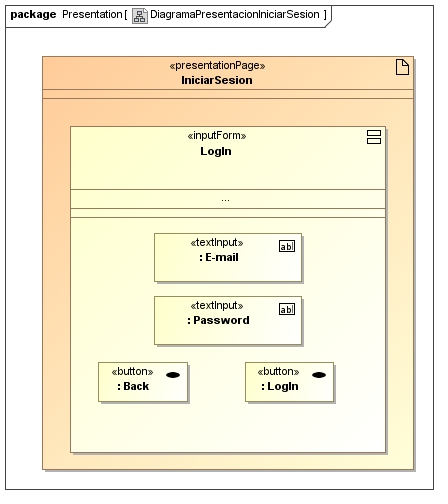 package Presentation[ DiagramaPresentacionIniciarSesion ]
«presentationPage»
IniciarSesion
«inputForm»
LogIn
...
«textInput»
: E-mail
abl
«textInput»
: Password
abl
«button»
: Back
«button»
: LogIn